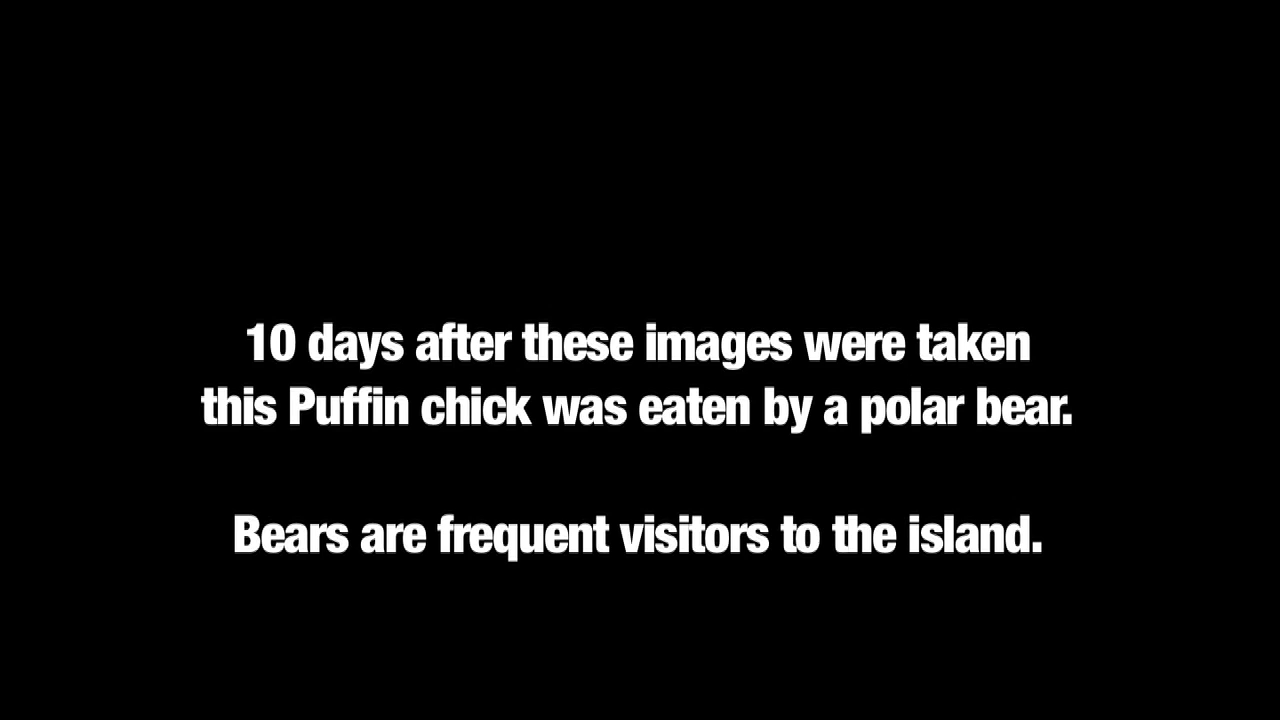 10 days after these images were taken
this Puffin chick was eaten by a polar bear.
Bears are frequent visitors to the island.